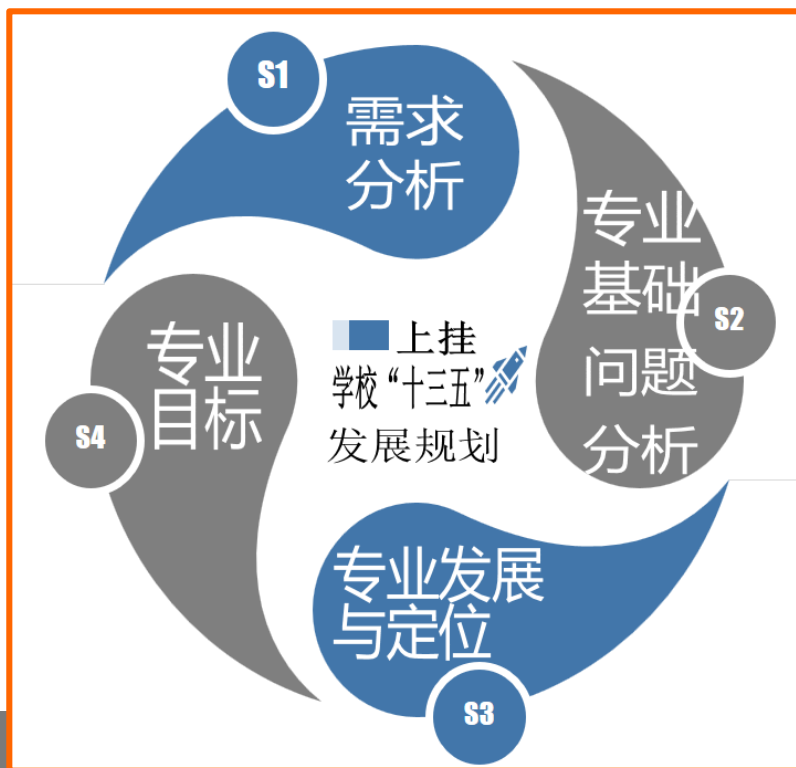 S1
需求
分析
专业
基础
问题
分析
S2
上挂
学校“十三五”
发展规划
专业
目标
S4
专业发展
与定位
S3